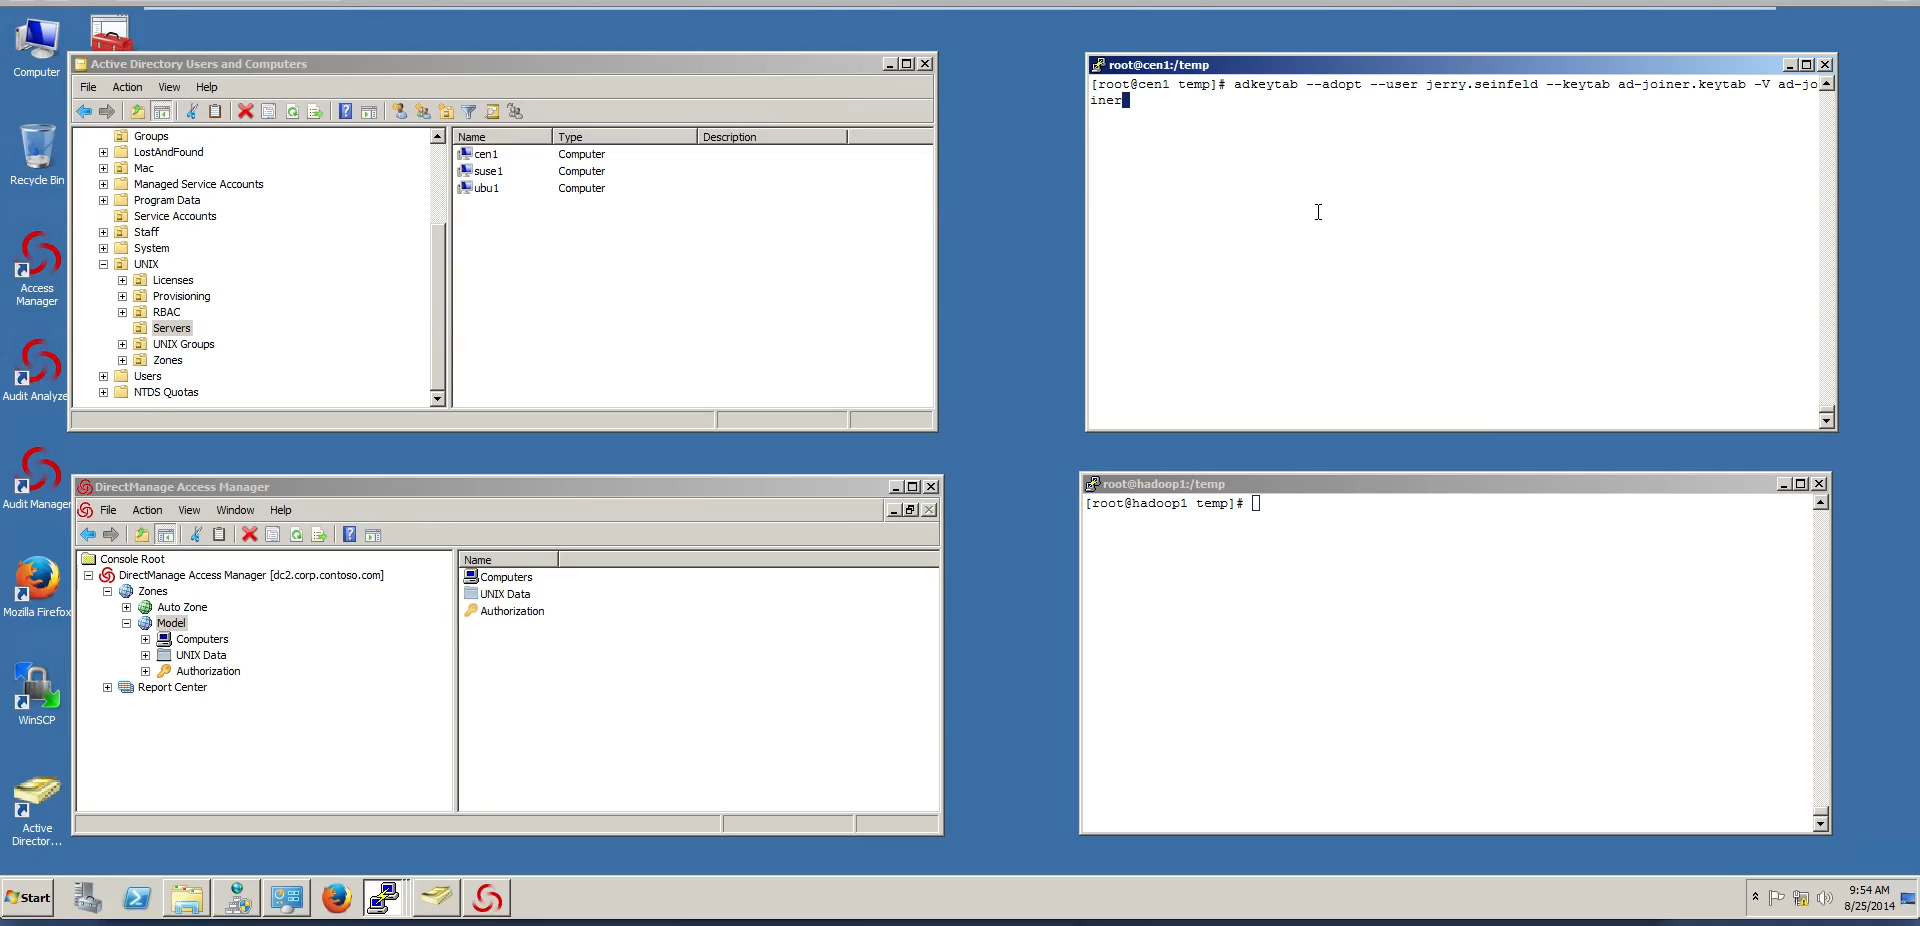 Computer
Recycle Bin
Access
Manager
Audit Analyze
Audit Manager
Mozilla Firefox
WinSCP
Active
Director...
Active Directory Users and Computers
File Action View Help
Groups
LostAndFound
Mac
Managed Service Accounts
Program Data
Service Accounts
Staff
System
UNIX
Licenses
Provisioning
RBAC
Servers
UNIX Groups
Zones
Users
NTDS Quotas
Name Type Description
cen1 Computer
suse1 Computer
ubu1 Computer
root@cen1:/temp
[root@cen1 temp]# adkeytab --adopt --user jerry.seinfeld --keytab ad-joiner.keytab -V ad-jo
iner
DirectManage Access Manager
File Action View Window Help
Console Root
DirectManage Access Manager [dc2.corp.contoso.com]
Zones
Auto Zone
Model
Computers
UNIX Data
Authorization
Report Center
Name
Computers
UNIX Data
Authorization
root@hadoop1:/temp
[root@hadoop1 temp]#
Start
9:54 AM
8/25/2014